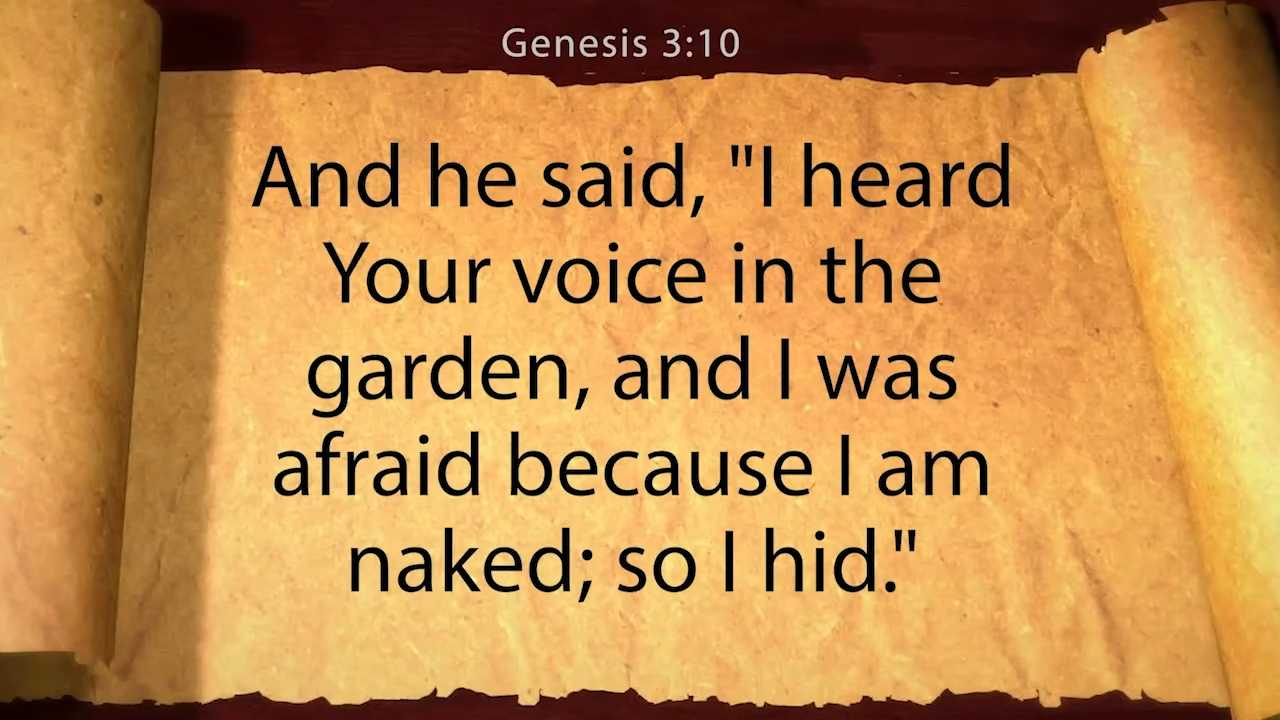 Genesis 3:10
And he said, "I heard
Your voice in the
garden, and I was
afraid because I am
naked; so I hid."